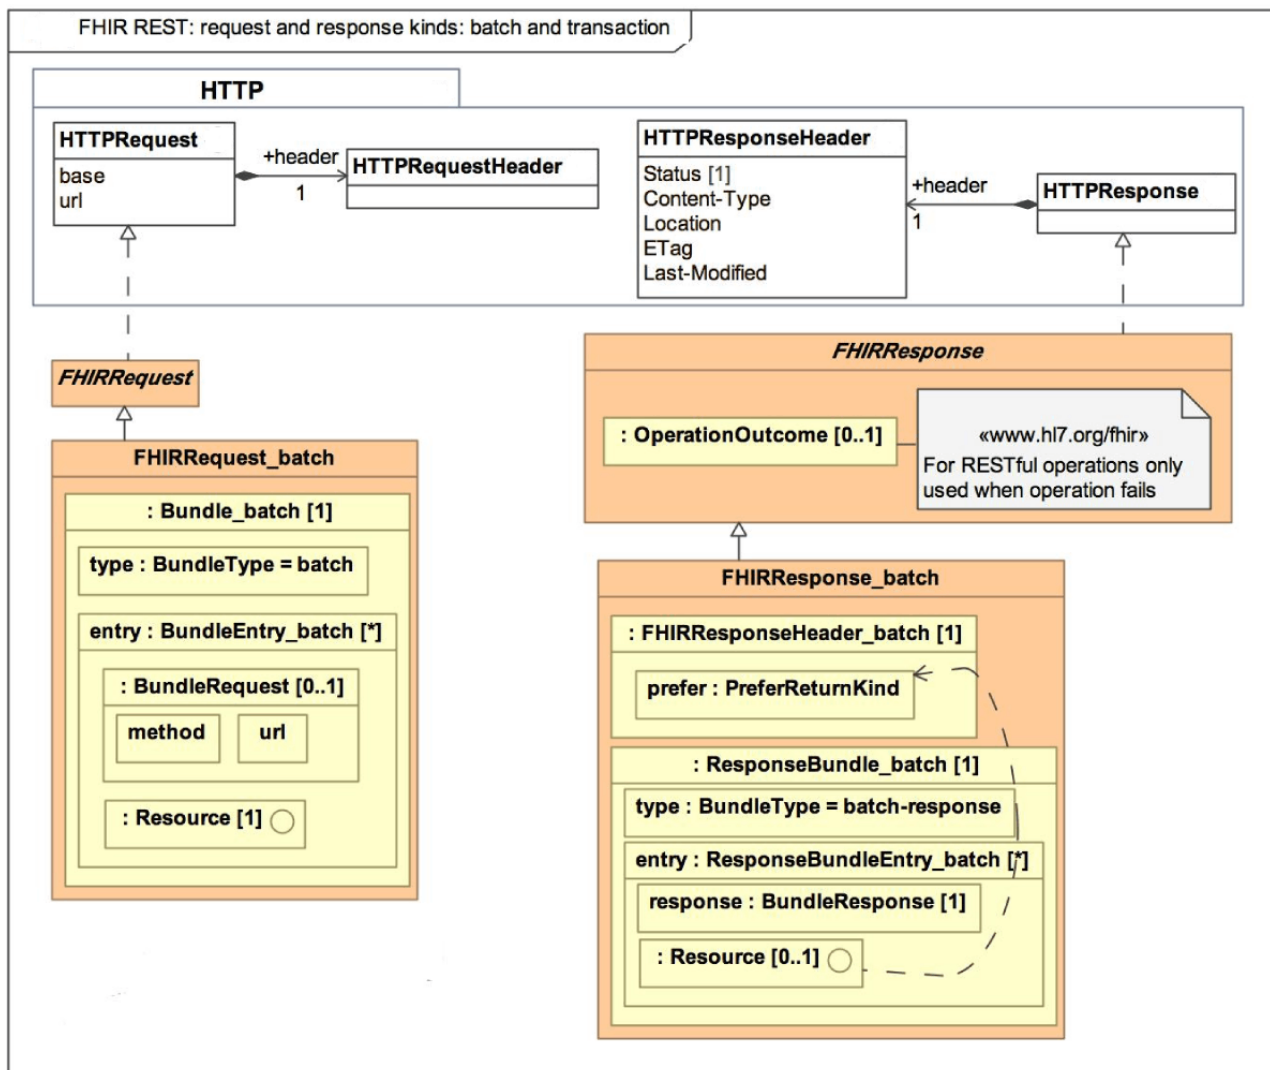 FHIR REST: request and response kinds: batch and transaction
HTTP
HTTPRequest
base
url
+header
1
HTTPRequestHeader
HTTPResponseHeader
Status [1]
Content-Type
Location
ETag
Last-Modified
+header
1
HTTPResponse
FHIRRequest
FHIRRequest_batch
: Bundle_batch [1]
type : BundleType = batch
entry : BundleEntry_batch [*]
: BundleRequest [0..1]
method
url
: Resource [1]
FHIRResponse
: OperationOutcome [0..1]
«www.hl7.org/fhir»
For RESTful operations only
used when operation fails
FHIRResponse_batch
: FHIRResponseHeader_batch [1]
prefer : PreferReturnKind
: ResponseBundle_batch [1]
type : BundleType = batch-response
entry : ResponseBundleEntry_batch [*]
response : BundleResponse [1]
: Resource [0..1]